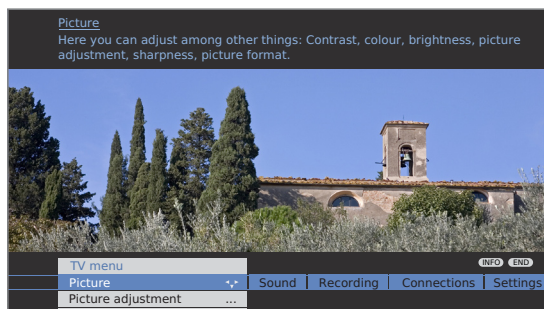 Picture
Here you can adjust among other things: Contrast, colour, brightness, picture
adjustment, sharpness, picture format.
TV menu
INFO END
Picture Sound Recording Connections Settings
Picture adjustment ...